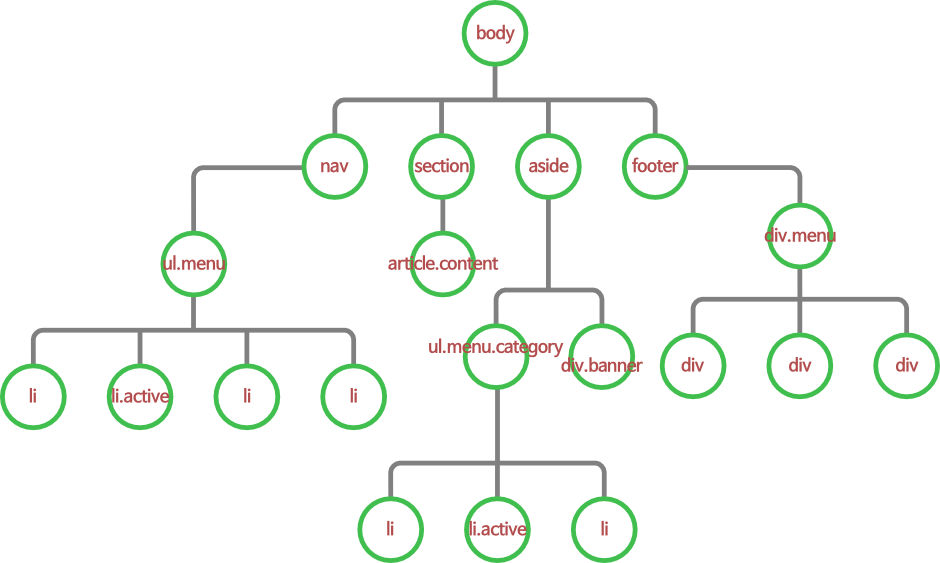 body
nav
section
aside
footer
div.menu
ul.menu
article.content
ul.menu.category
div.banner
div
div
div
li
li.active
li
li
li
li.active
li